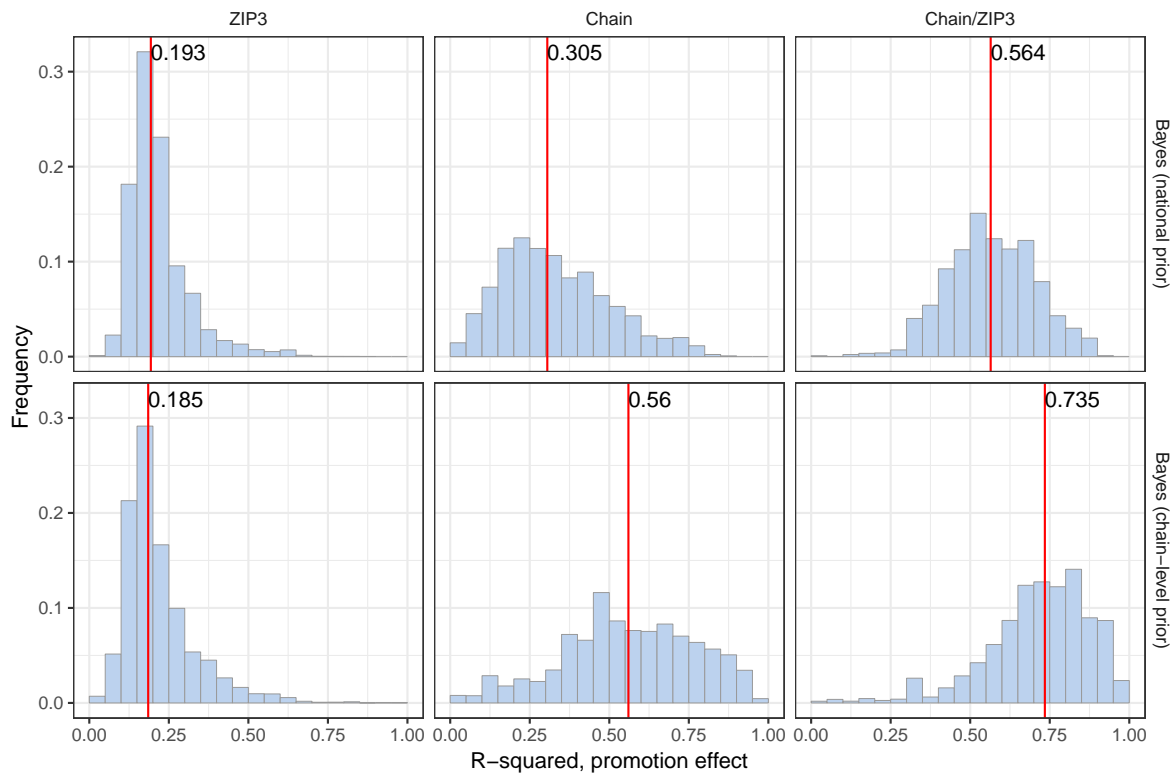 ZIP3
Chain
Chain/ZIP3
0.193
0.305
0.564
0.3
0.2
0.1
0.0
Bayes (national prior)
0.185
0.56
0.735
0.3
0.2
0.1
0.0
Bayes (chain−level prior)
Frequency
0.00 0.25 0.50 0.75 1.00
0.00 0.25 0.50 0.75 1.00
0.00 0.25 0.50 0.75 1.00
R−squared, promotion effect